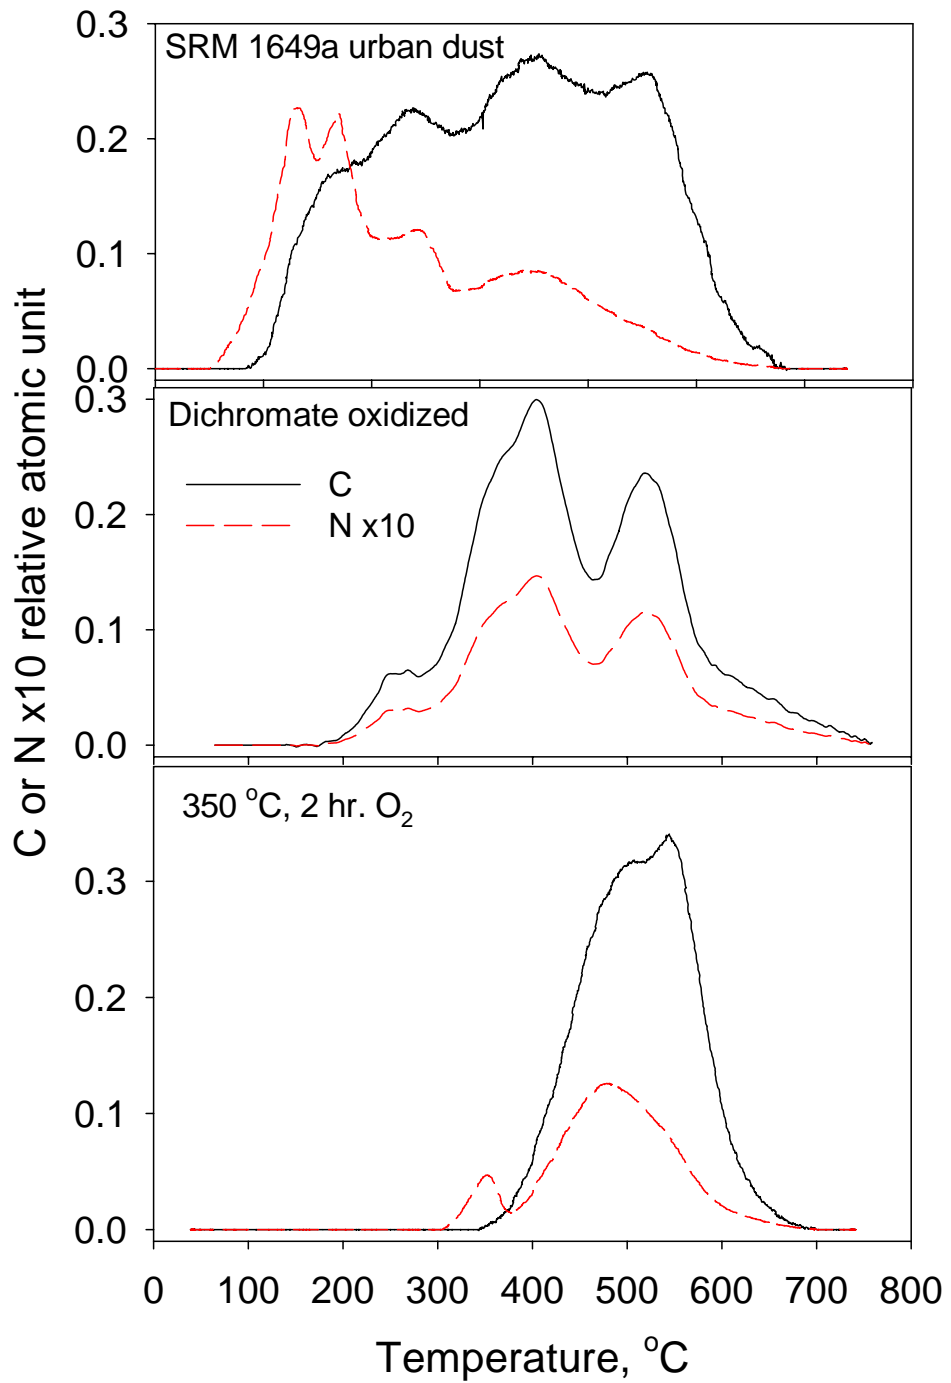 C or N x10 relative atomic unit
0.3
SRM 1649a urban dust
0.2
0.1
0.0
0.3
Dichromate oxidized
C
N x10
0.2
0.1
0.0
350 °C, 2 hr. O₂
0.3
0.2
0.1
0.0
0 100 200 300 400 500 600 700 800
Temperature, °C